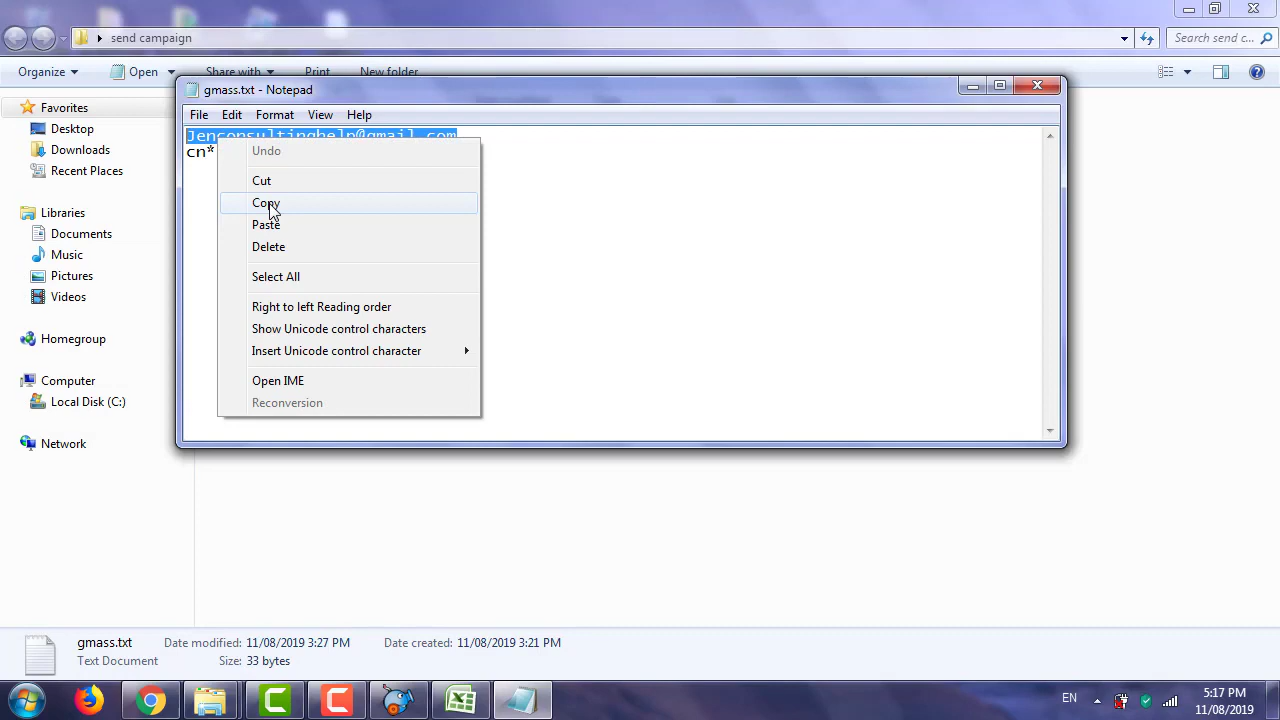 send campaign
Search send c...
Organize
Open
Share with
Print
New folder
gmass.txt - Notepad
File Edit Format View Help
Jenconsultinghelp@gmail.com
cn*
Undo
Cut
Copy
Paste
Delete
Select All
Right to left Reading order
Show Unicode control characters
Insert Unicode control character
Open IME
Reconversion
Favorites
Desktop
Downloads
Recent Places
Libraries
Documents
Music
Pictures
Videos
Homegroup
Computer
Local Disk (C:)
Network
gmass.txt Date modified: 11/08/2019 3:27 PM Date created: 11/08/2019 3:21 PM
Text Document Size: 33 bytes
EN
5:17 PM
11/08/2019